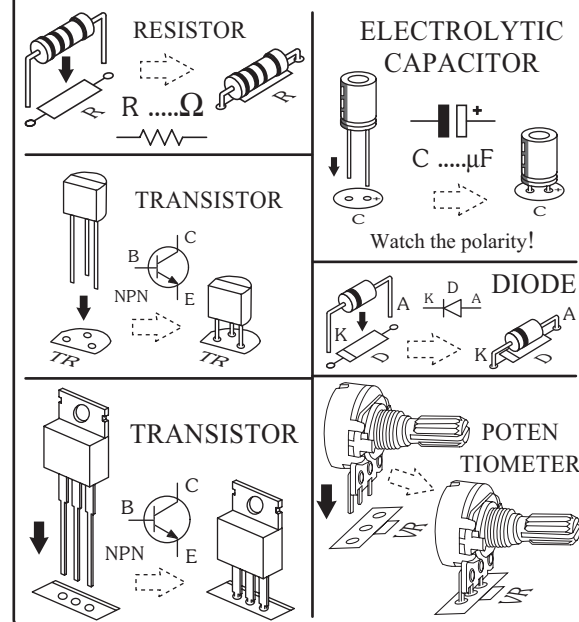 RESISTOR
R
R .....Ω
R
ELECTROLYTIC
CAPACITOR
+
C .....µF
+
C
+
C
Watch the polarity!
TRANSISTOR
C
B
E
NPN
TR
TR
DIODE
D
K A
A
K
D
A
K
D
TRANSISTOR
C
B
E
NPN
POTEN
TIOMETER
VR
VR